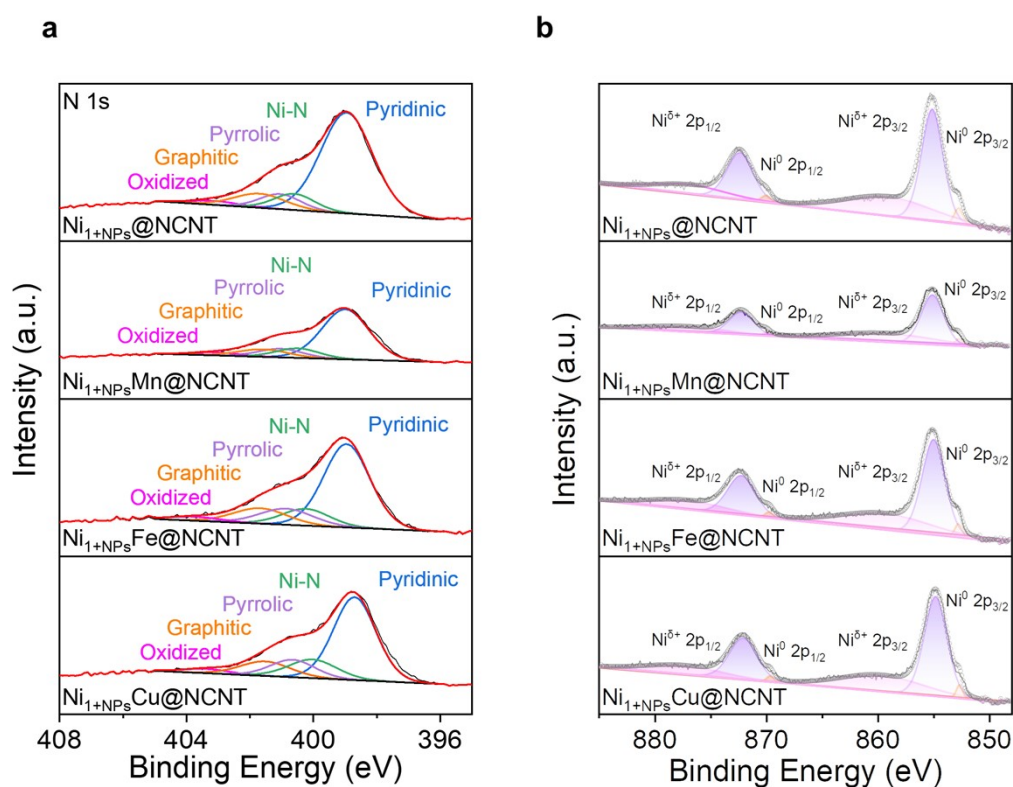 a
N 1s
Ni-N
Pyridinic
Pyrrolic
Graphitic
Oxidized
Ni₁₊NPs@NCNT
Ni-N
Pyrrolic
Pyridinic
Graphitic
Oxidized
Ni₁₊NPsMn@NCNT
Ni-N
Pyridinic
Pyrrolic
Graphitic
Oxidized
Ni₁₊NPsFe@NCNT
Ni-N
Pyridinic
Pyrrolic
Graphitic
Oxidized
Ni₁₊NPsCu@NCNT
Intensity (a.u.)
408 404 400 396
Binding Energy (eV)
b
Niδ+ 2p1/2
Niδ+ 2p3/2
Ni⁰ 2p3/2
Ni⁰ 2p1/2
Ni₁₊NPs@NCNT
Niδ+ 2p1/2
Ni⁰ 2p1/2
Niδ+ 2p3/2
Ni⁰ 2p3/2
Ni₁₊NPsMn@NCNT
Niδ+ 2p1/2
Ni⁰ 2p1/2
Niδ+ 2p3/2
Ni⁰ 2p3/2
Ni₁₊NPsFe@NCNT
Niδ+ 2p1/2
Ni⁰ 2p1/2
Niδ+ 2p3/2
Ni⁰ 2p3/2
Ni₁₊NPsCu@NCNT
Intensity (a.u.)
880 870 860 850
Binding Energy (eV)